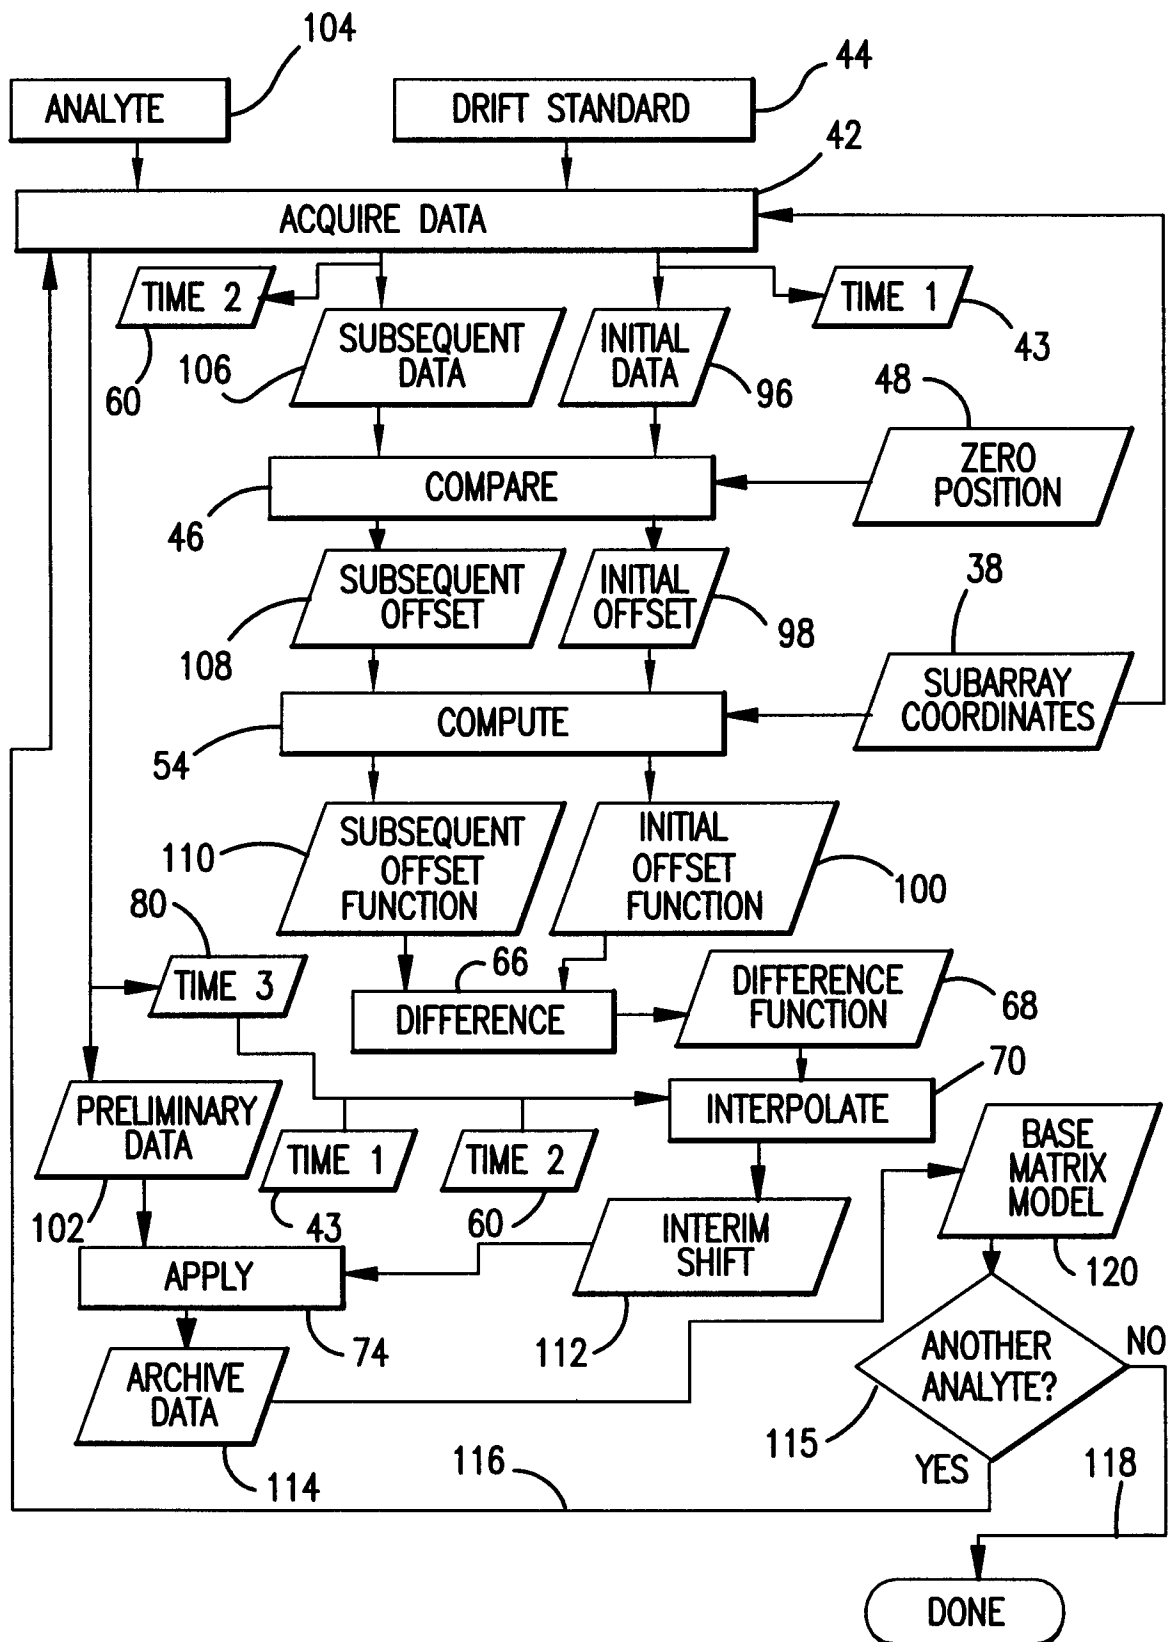 104
44
ANALYTE
DRIFT STANDARD
42
ACQUIRE DATA
TIME 2
TIME 1
60
43
106
SUBSEQUENT
DATA
INITIAL
DATA
96
48
ZERO
POSITION
COMPARE
46
SUBSEQUENT
OFFSET
INITIAL
OFFSET
38
108
98
SUBARRAY
COORDINATES
COMPUTE
54
SUBSEQUENT
OFFSET
FUNCTION
INITIAL
OFFSET
FUNCTION
110
100
80
TIME 3
66
DIFFERENCE
DIFFERENCE
FUNCTION
68
70
INTERPOLATE
PRELIMINARY
DATA
TIME 1
TIME 2
BASE
MATRIX
MODEL
102
43
60
INTERIM
SHIFT
120
APPLY
74
112
ANOTHER
ANALYTE?
NO
ARCHIVE
DATA
115
YES
114
116
118
DONE